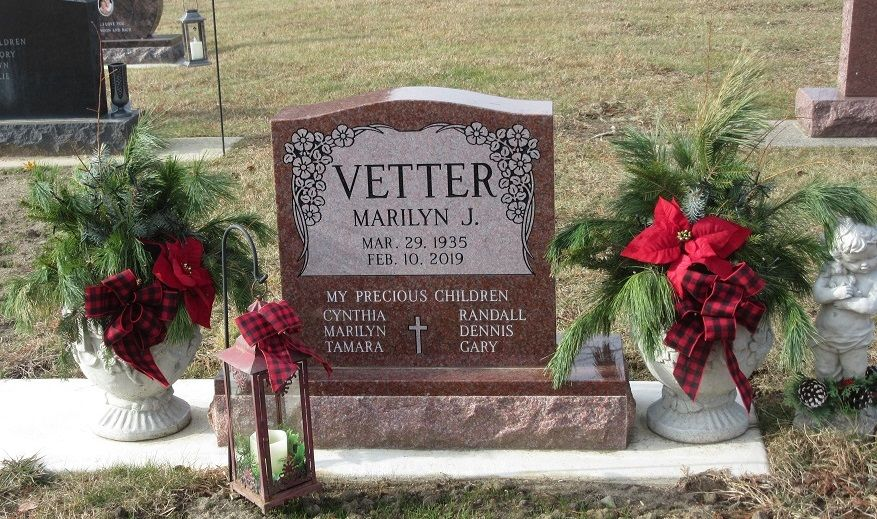 VETTER
MARILYN J.
MAR. 29. 1935
FEB. 10. 2019
MY PRECIOUS CHILDREN
CYNTHIA RANDALL
MARILYN DENNIS
TAMARA GARY